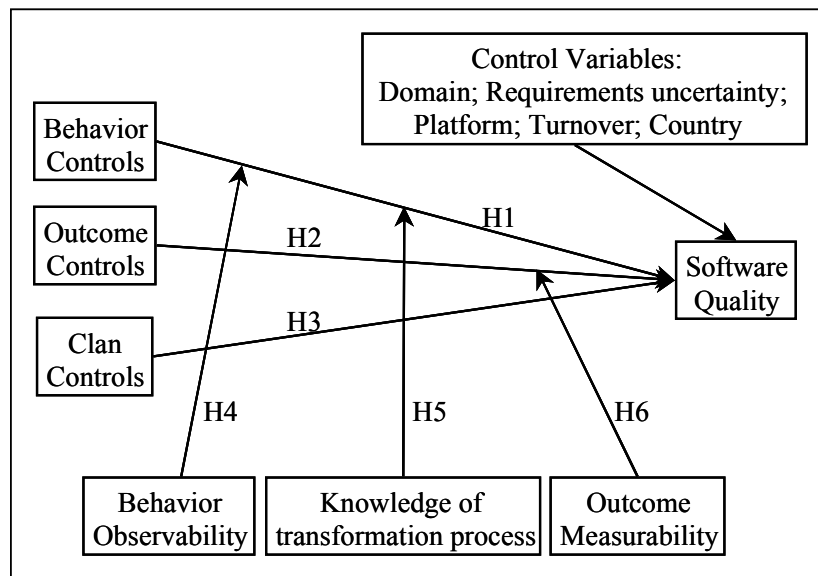 Control Variables:
Domain; Requirements uncertainty;
Platform; Turnover; Country
Behavior
Controls
H1
Outcome
Controls
H2
Software
Quality
Clan
Controls
H3
H4
H5
H6
Behavior
Observability
Knowledge of
transformation process
Outcome
Measurability